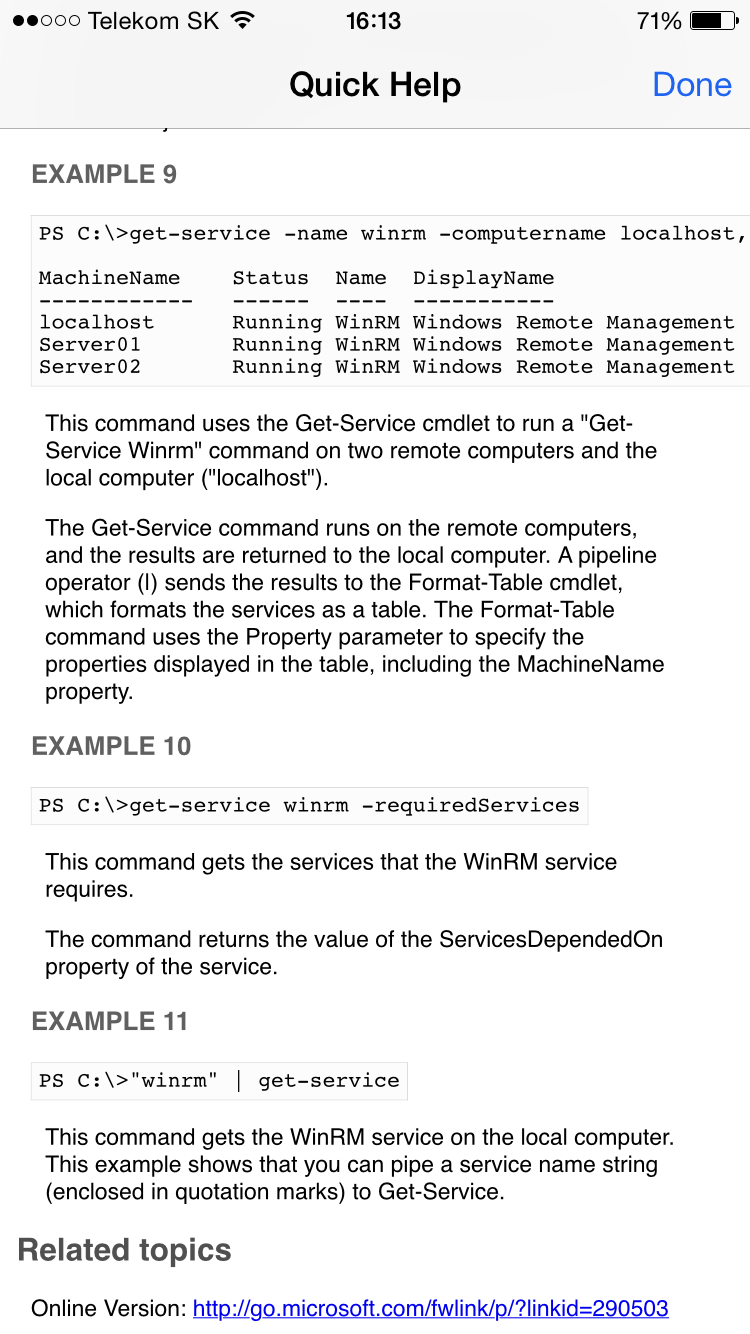 Telekom SK 16:13 71%
Quick Help Done
EXAMPLE 9
PS C:\>get-service -name winrm -computername localhost,
MachineName Status Name DisplayName
------------ ------ ---- -----------
localhost Running WinRM Windows Remote Management
Server01 Running WinRM Windows Remote Management
Server02 Running WinRM Windows Remote Management
This command uses the Get-Service cmdlet to run a "Get-
Service Winrm" command on two remote computers and the
local computer ("localhost").
The Get-Service command runs on the remote computers,
and the results are returned to the local computer. A pipeline
operator (|) sends the results to the Format-Table cmdlet,
which formats the services as a table. The Format-Table
command uses the Property parameter to specify the
properties displayed in the table, including the MachineName
property.
EXAMPLE 10
PS C:\>get-service winrm -requiredServices
This command gets the services that the WinRM service
requires.
The command returns the value of the ServicesDependedOn
property of the service.
EXAMPLE 11
PS C:\>"winrm" | get-service
This command gets the WinRM service on the local computer.
This example shows that you can pipe a service name string
(enclosed in quotation marks) to Get-Service.
Related topics
Online Version: http://go.microsoft.com/fwlink/p/?linkid=290503